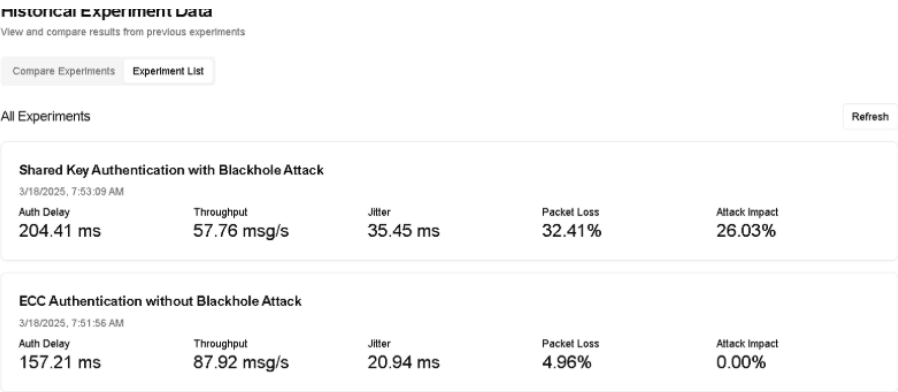 Historical Experiment Data
View and compare results from previous experiments
Compare Experiments Experiment List
All Experiments Refresh
Shared Key Authentication with Blackhole Attack
3/18/2025, 7:53:09 AM
Auth Delay Throughput Jitter Packet Loss Attack Impact
204.41 ms 57.76 msg/s 35.45 ms 32.41% 26.03%
ECC Authentication without Blackhole Attack
3/18/2025, 7:51:56 AM
Auth Delay Throughput Jitter Packet Loss Attack Impact
157.21 ms 87.92 msg/s 20.94 ms 4.96% 0.00%